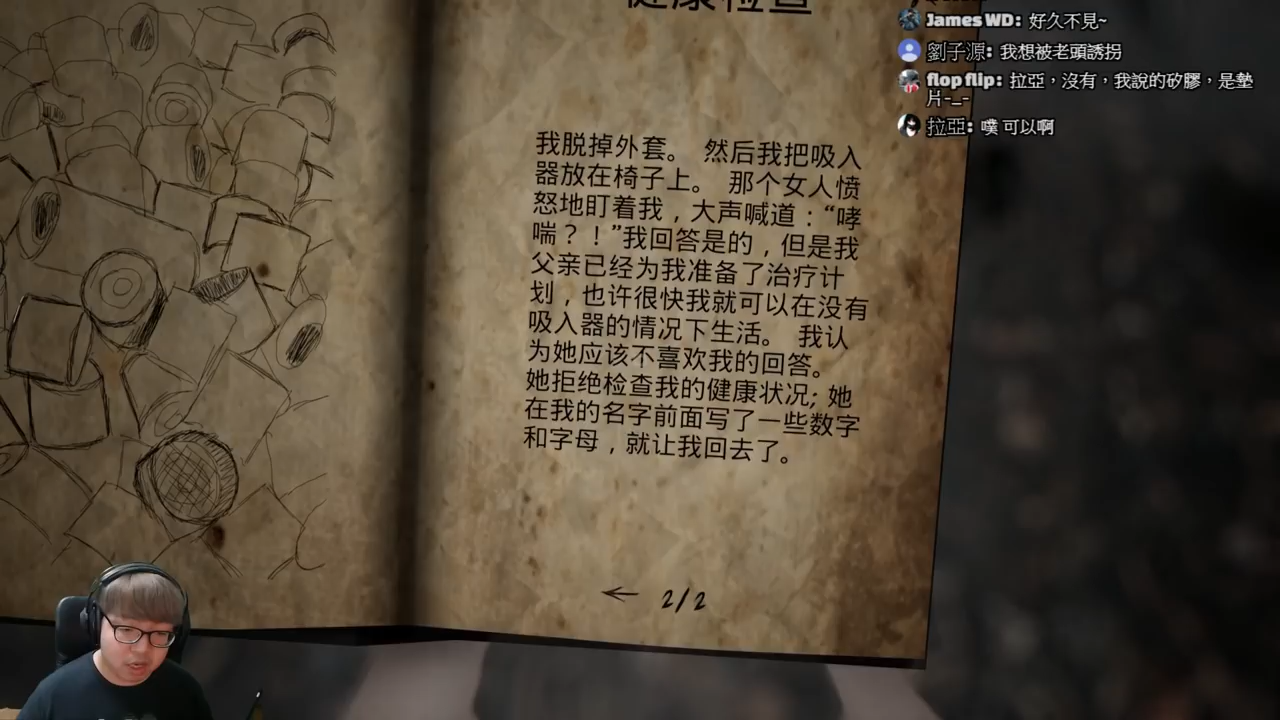 健康检查
我脱掉外套。 然后我把吸入
器放在椅子上。 那个女人愤
怒地盯着我，大声喊道：“哮
喘？！”我回答是的，但是我
父亲已经为我准备了治疗计
划，也许很快我就可以在没有
吸入器的情况下生活。 我认
为她应该不喜欢我的回答。
她拒绝检查我的健康状况; 她
在我的名字前面写了一些数字
和字母，就让我回去了。
← 2/2
James WD: 好久不見~
劉子源: 我想被老頭誘拐
flop flip: 拉亞，沒有，我說的矽膠，是墊
片-_-
拉亞: 噗 可以啊